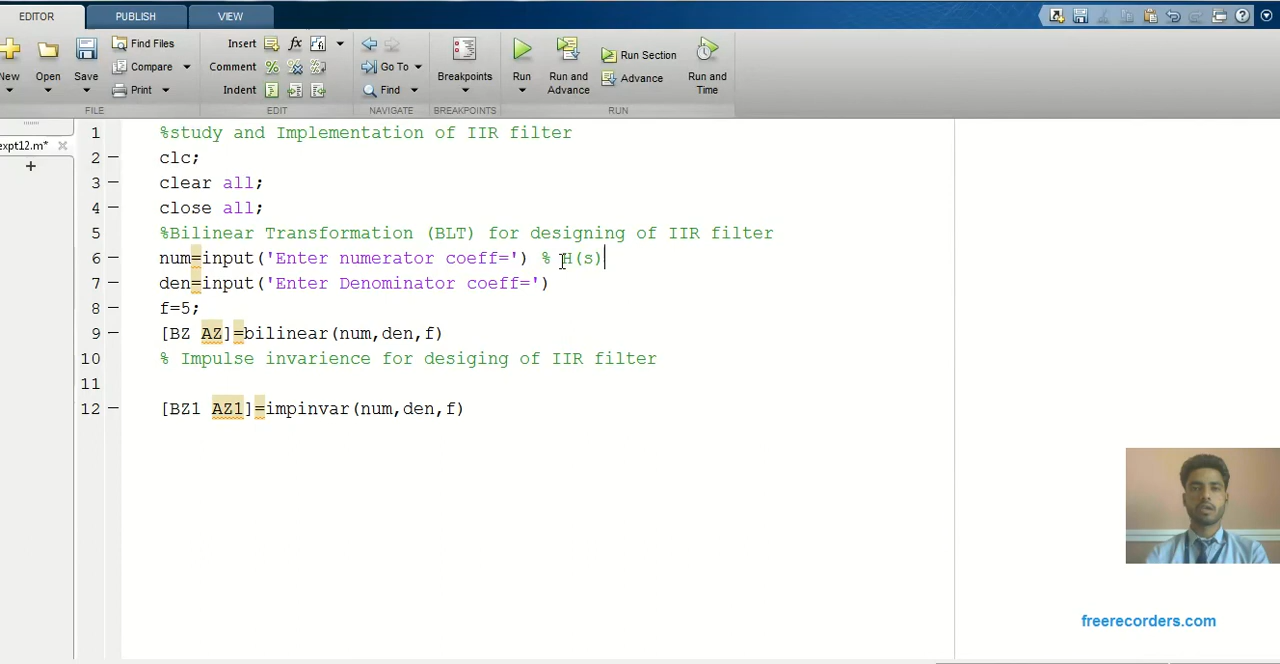 EDITOR PUBLISH VIEW
New Open Save Find Files Compare Print
Insert Comment Indent
Go To Find
Breakpoints
Run Run and Advance Run Section Advance Run and Time
FILE EDIT NAVIGATE BREAKPOINTS RUN
expt12.m*
1 %study and Implementation of IIR filter
2 clc;
3 clear all;
4 close all;
5 %Bilinear Transformation (BLT) for designing of IIR filter
6 num=input('Enter numerator coeff=') % H(s)
7 den=input('Enter Denominator coeff=')
8 f=5;
9 [BZ AZ]=bilinear(num,den,f)
10 % Impulse invarience for desiging of IIR filter
11
12 [BZ1 AZ1]=impinvar(num,den,f)
freerecorders.com